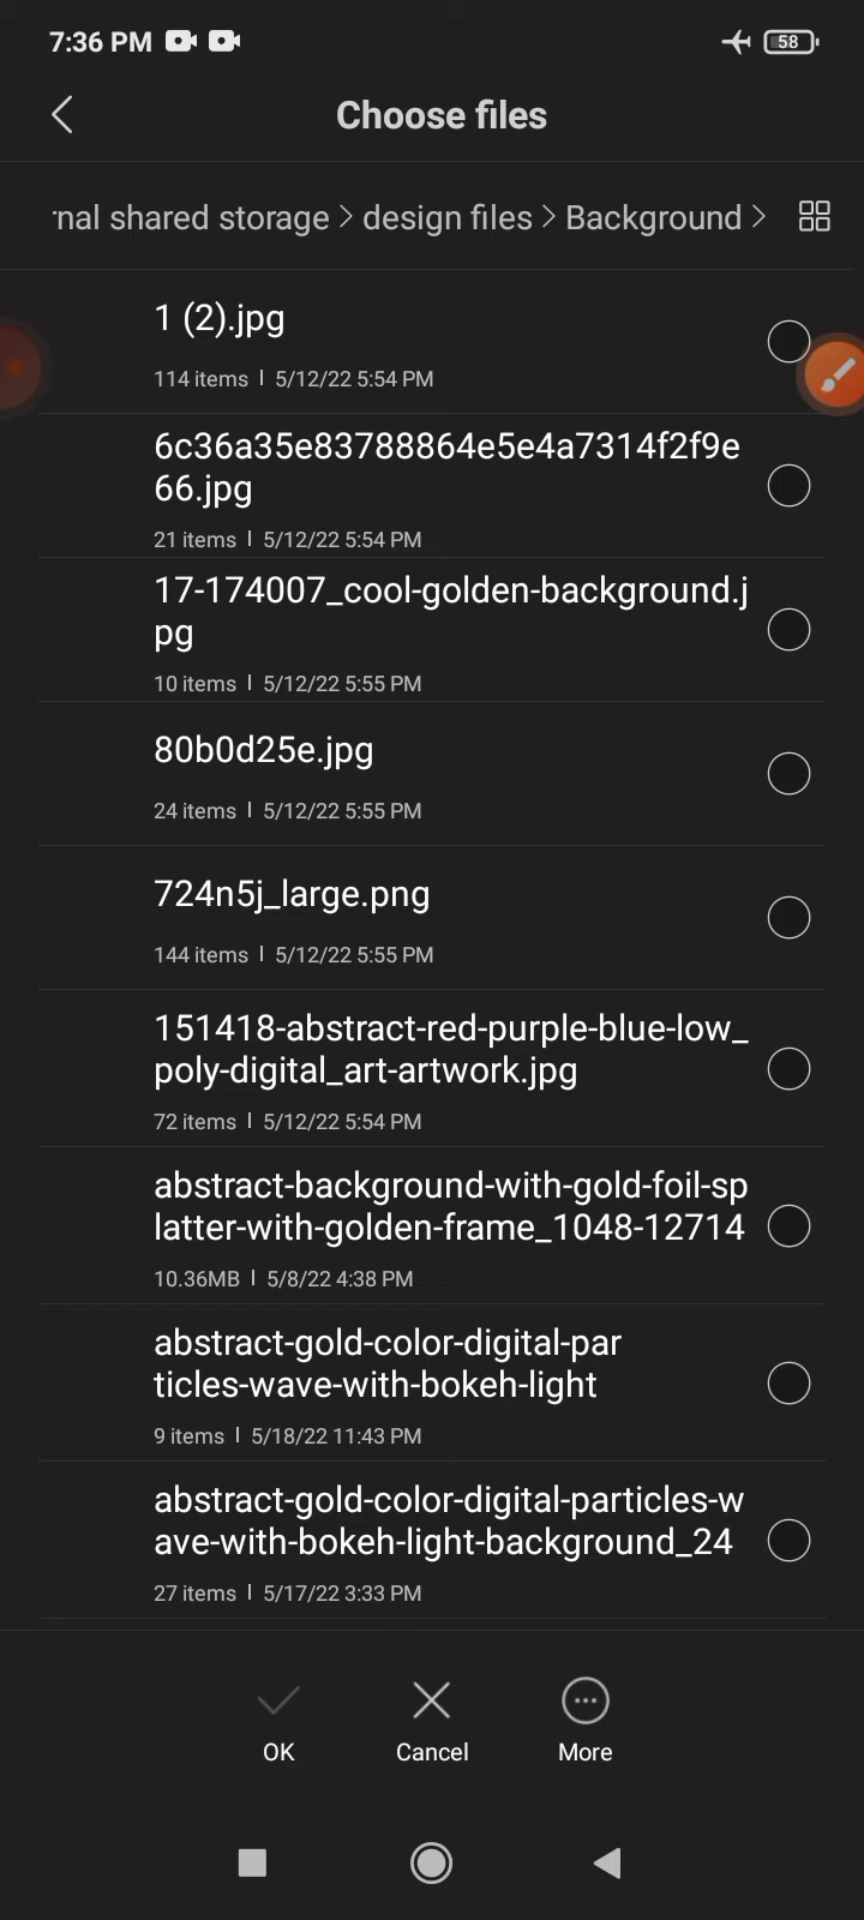 7:36 PM
58
Choose files
nal shared storage > design files > Background >
1 (2).jpg
114 items | 5/12/22 5:54 PM
6c36a35e83788864e5e4a7314f2f9e
66.jpg
21 items | 5/12/22 5:54 PM
17-174007_cool-golden-background.j
pg
10 items | 5/12/22 5:55 PM
80b0d25e.jpg
24 items | 5/12/22 5:55 PM
724n5j_large.png
144 items | 5/12/22 5:55 PM
151418-abstract-red-purple-blue-low_
poly-digital_art-artwork.jpg
72 items | 5/12/22 5:54 PM
abstract-background-with-gold-foil-sp
latter-with-golden-frame_1048-12714
10.36MB | 5/8/22 4:38 PM
abstract-gold-color-digital-par
ticles-wave-with-bokeh-light
9 items | 5/18/22 11:43 PM
abstract-gold-color-digital-particles-w
ave-with-bokeh-light-background_24
27 items | 5/17/22 3:33 PM
OK
Cancel
More